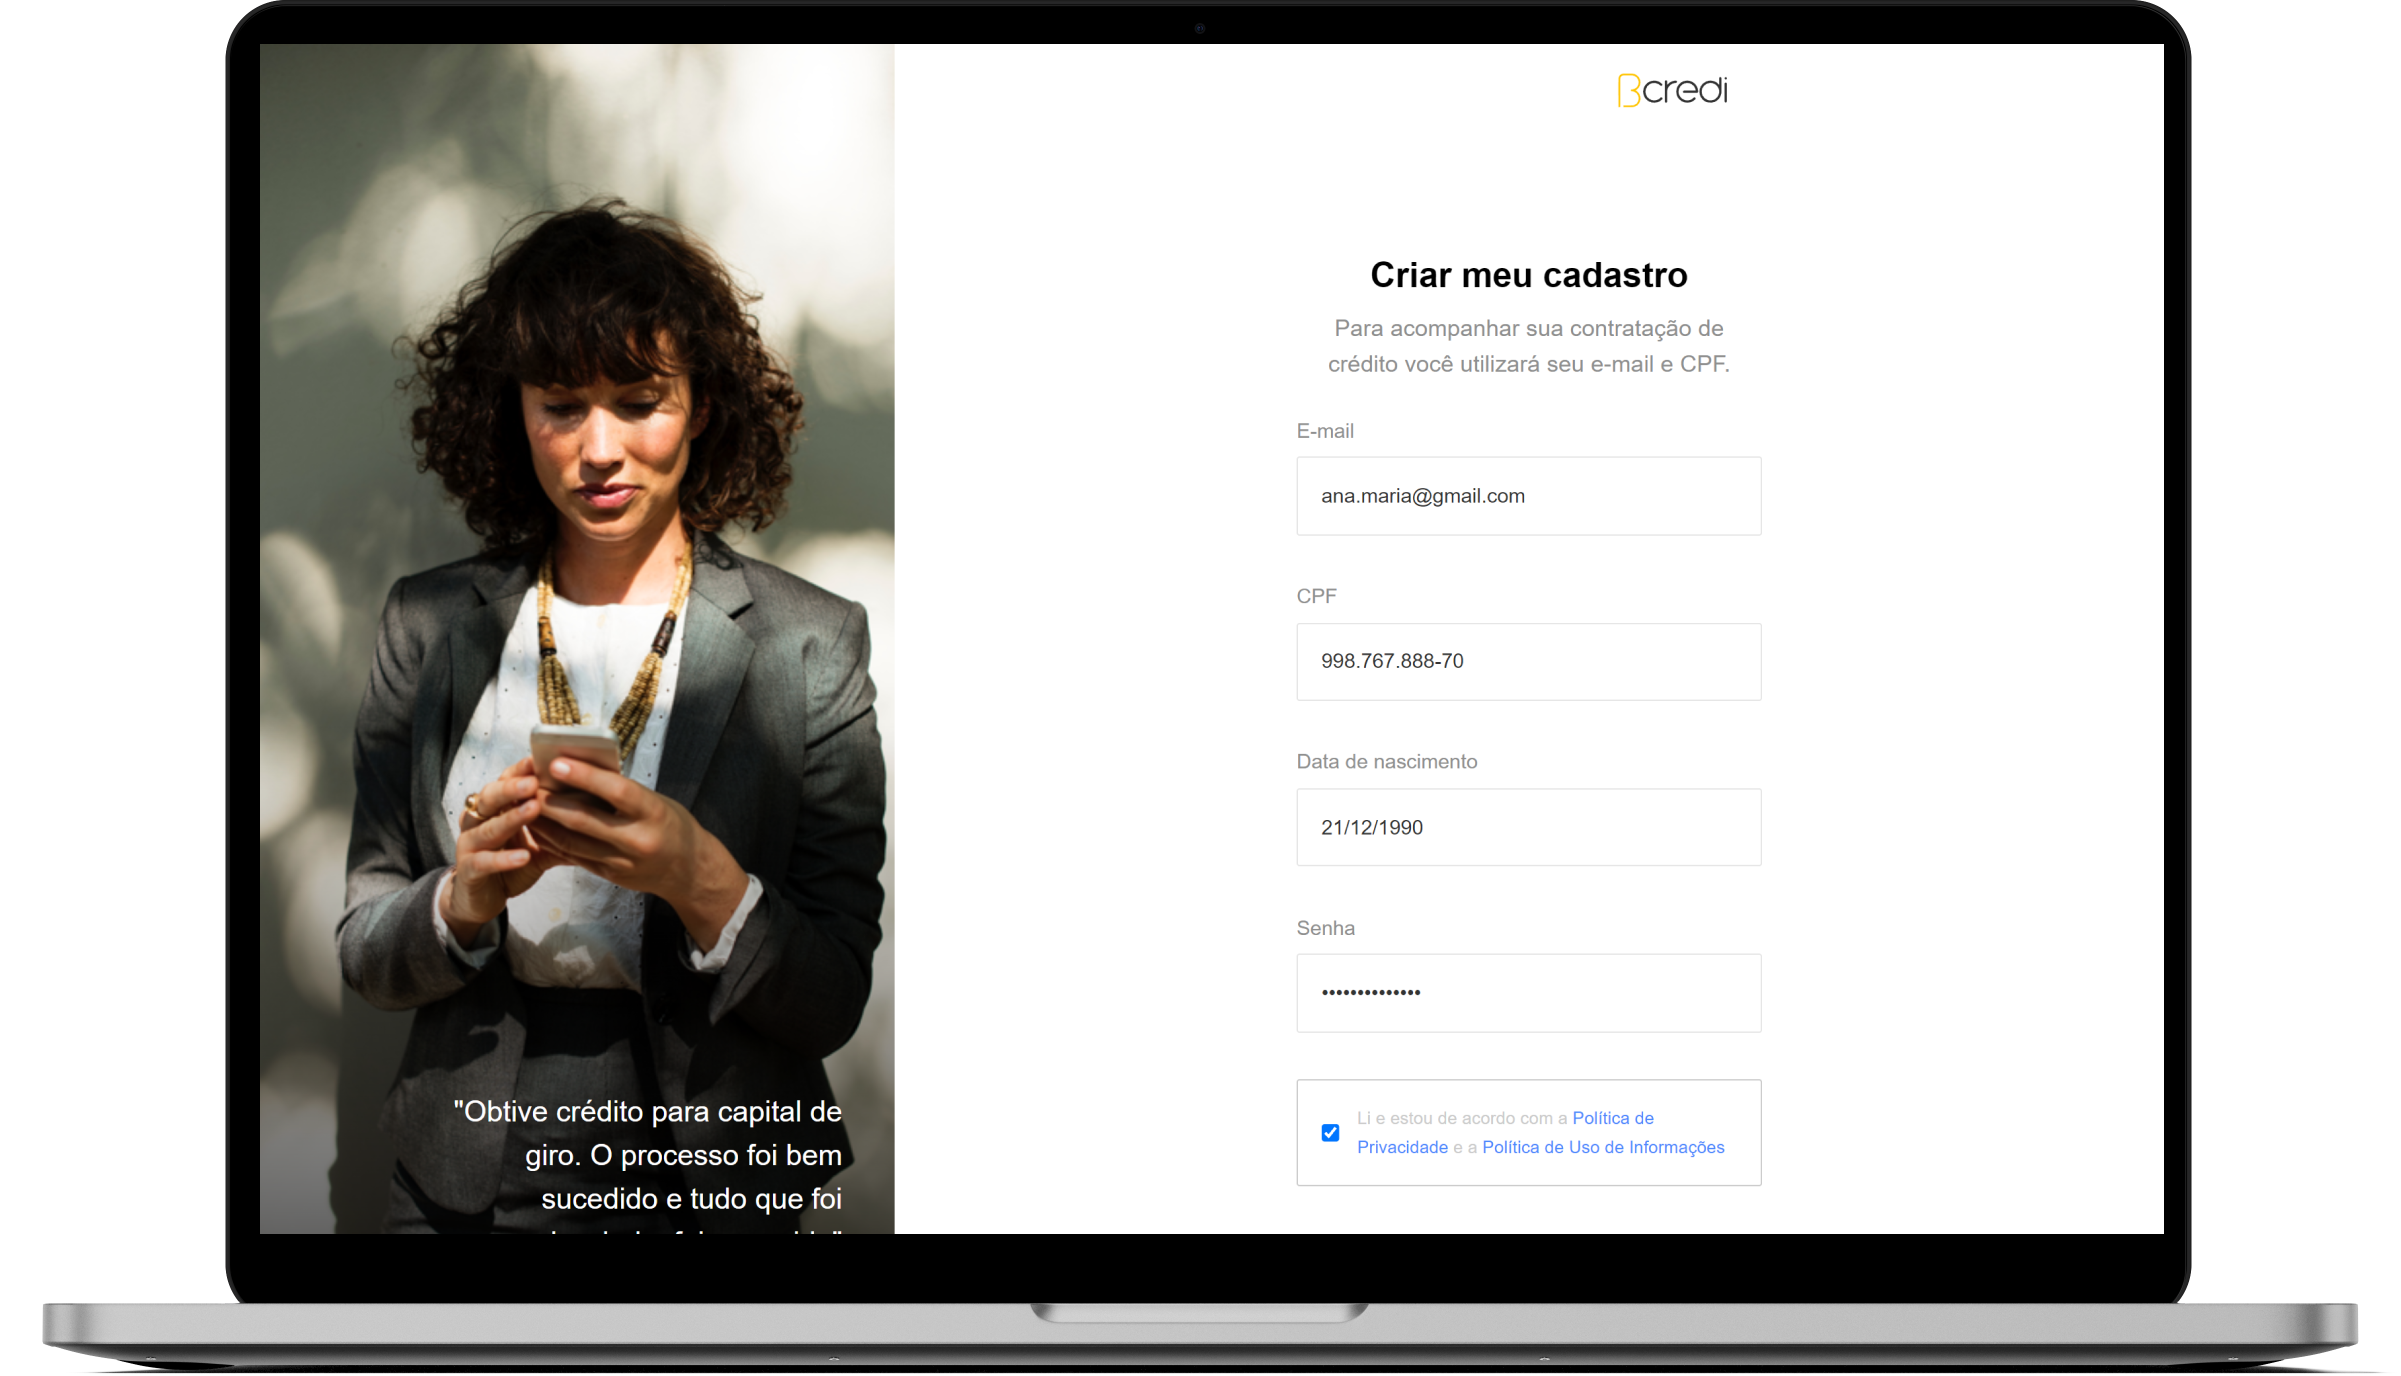 Bcredi
Criar meu cadastro
Para acompanhar sua contratação de
crédito você utilizará seu e-mail e CPF.
E-mail
ana.maria@gmail.com
CPF
998.767.888-70
Data de nascimento
21/12/1990
Senha
••••••••••••••
Li e estou de acordo com a Política de
Privacidade e a Política de Uso de Informações
"Obtive crédito para capital de
giro. O processo foi bem
sucedido e tudo que foi